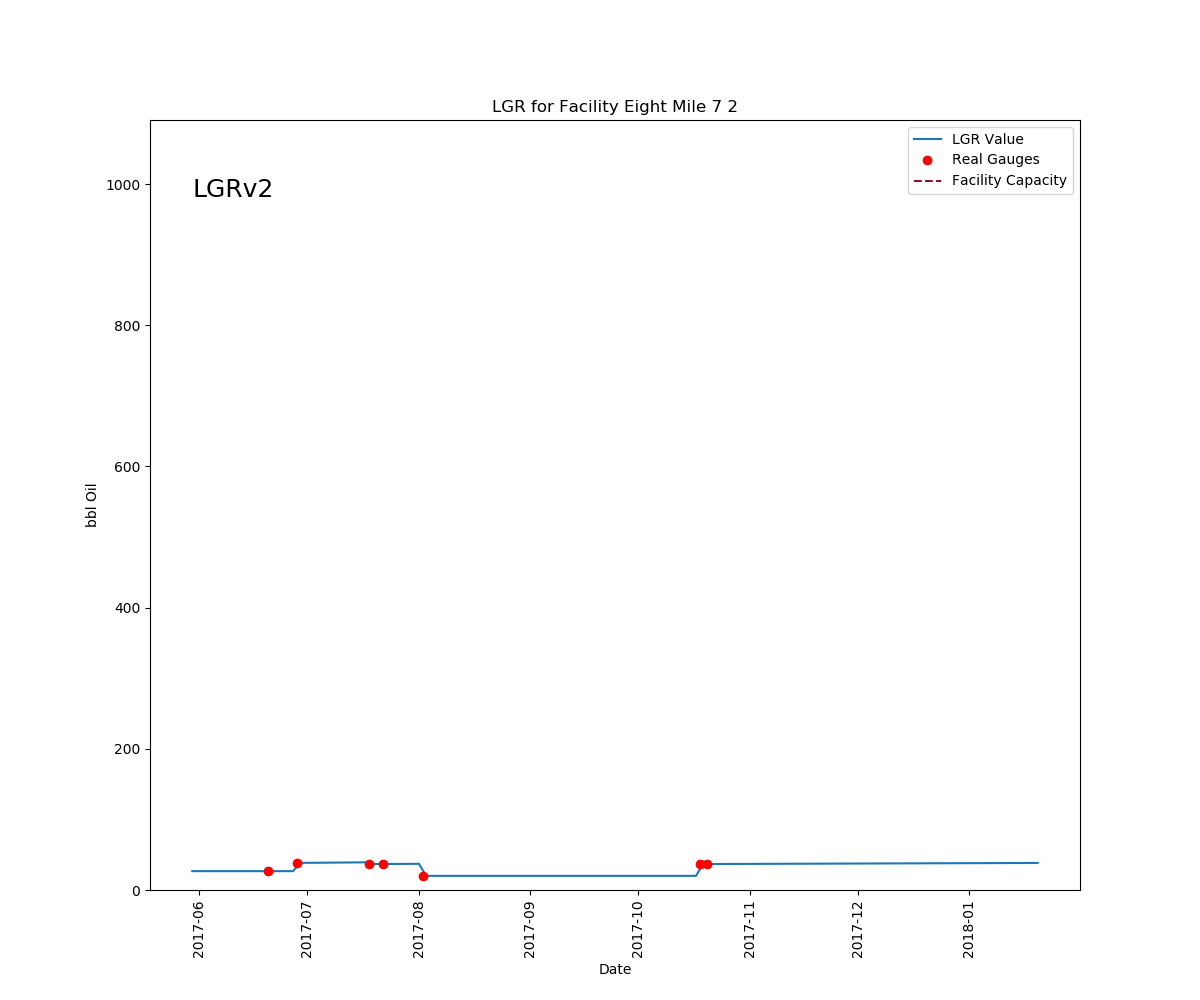 LGR for Facility Eight Mile 7 2
LGRv2
LGR Value
Real Gauges
Facility Capacity
1000
800
600
400
200
0
bbl Oil
2017-06
2017-07
2017-08
2017-09
2017-10
2017-11
2017-12
2018-01
Date